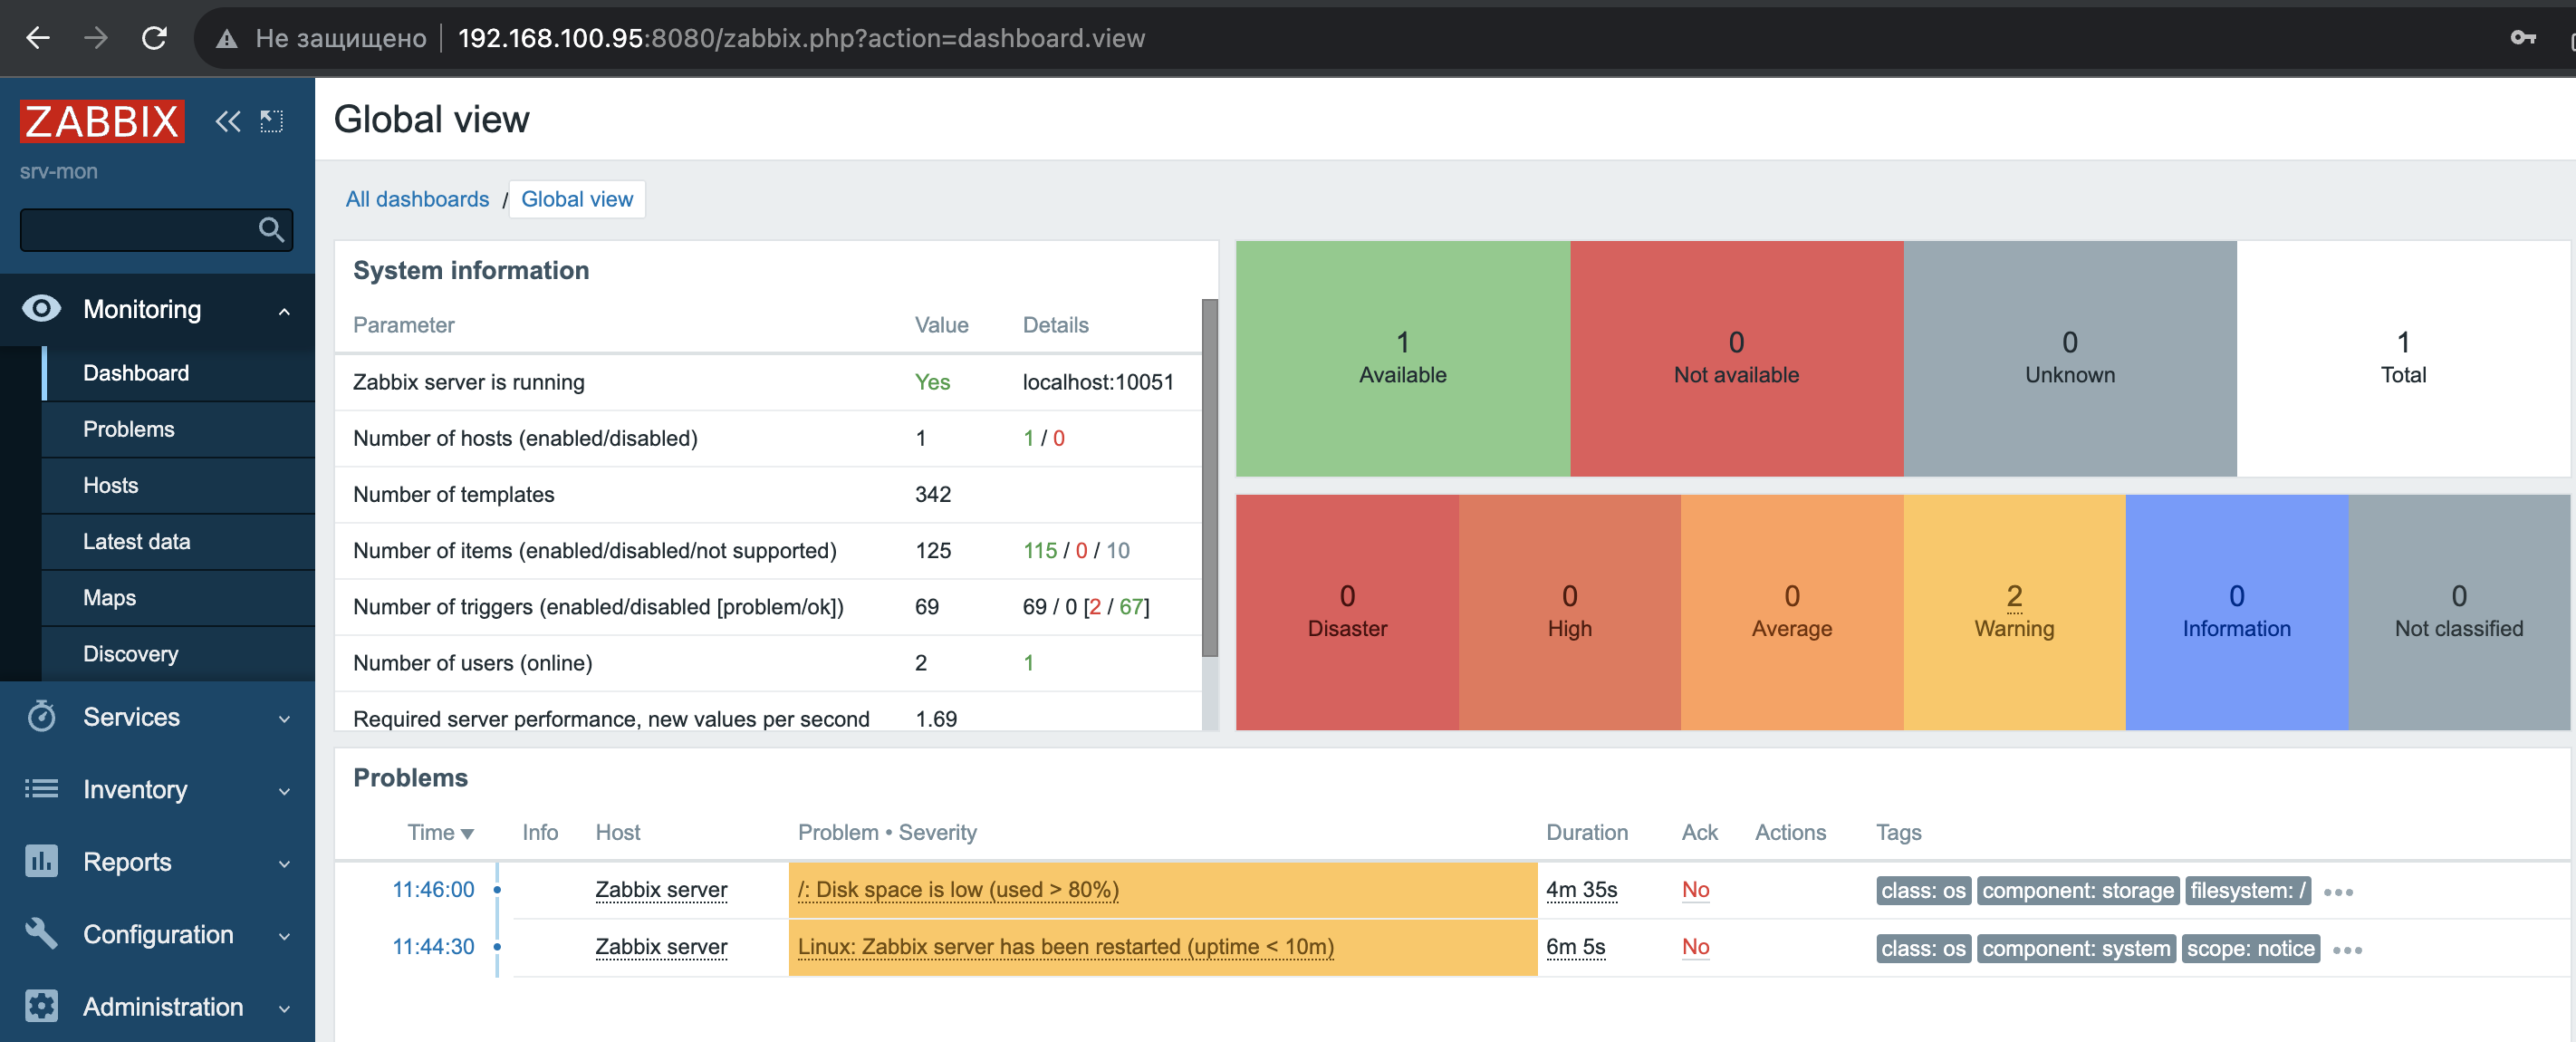 Не защищено 192.168.100.95:8080/zabbix.php?action=dashboard.view
ZABBIX
srv-mon
Monitoring
Dashboard
Problems
Hosts
Latest data
Maps
Discovery
Services
Inventory
Reports
Configuration
Administration
Global view
All dashboards / Global view
System information
Parameter Value Details
Zabbix server is running Yes localhost:10051
Number of hosts (enabled/disabled) 1 1 / 0
Number of templates 342
Number of items (enabled/disabled/not supported) 125 115 / 0 / 10
Number of triggers (enabled/disabled [problem/ok]) 69 69 / 0 [2 / 67]
Number of users (online) 2 1
Required server performance, new values per second 1.69
1 0 0 1
Available Not available Unknown Total
0 0 0 2 0 0
Disaster High Average Warning Information Not classified
Problems
Time Info Host Problem • Severity Duration Ack Actions Tags
11:46:00 Zabbix server /: Disk space is low (used > 80%) 4m 35s No class: os component: storage filesystem: / •••
11:44:30 Zabbix server Linux: Zabbix server has been restarted (uptime < 10m) 6m 5s No class: os component: system scope: notice •••